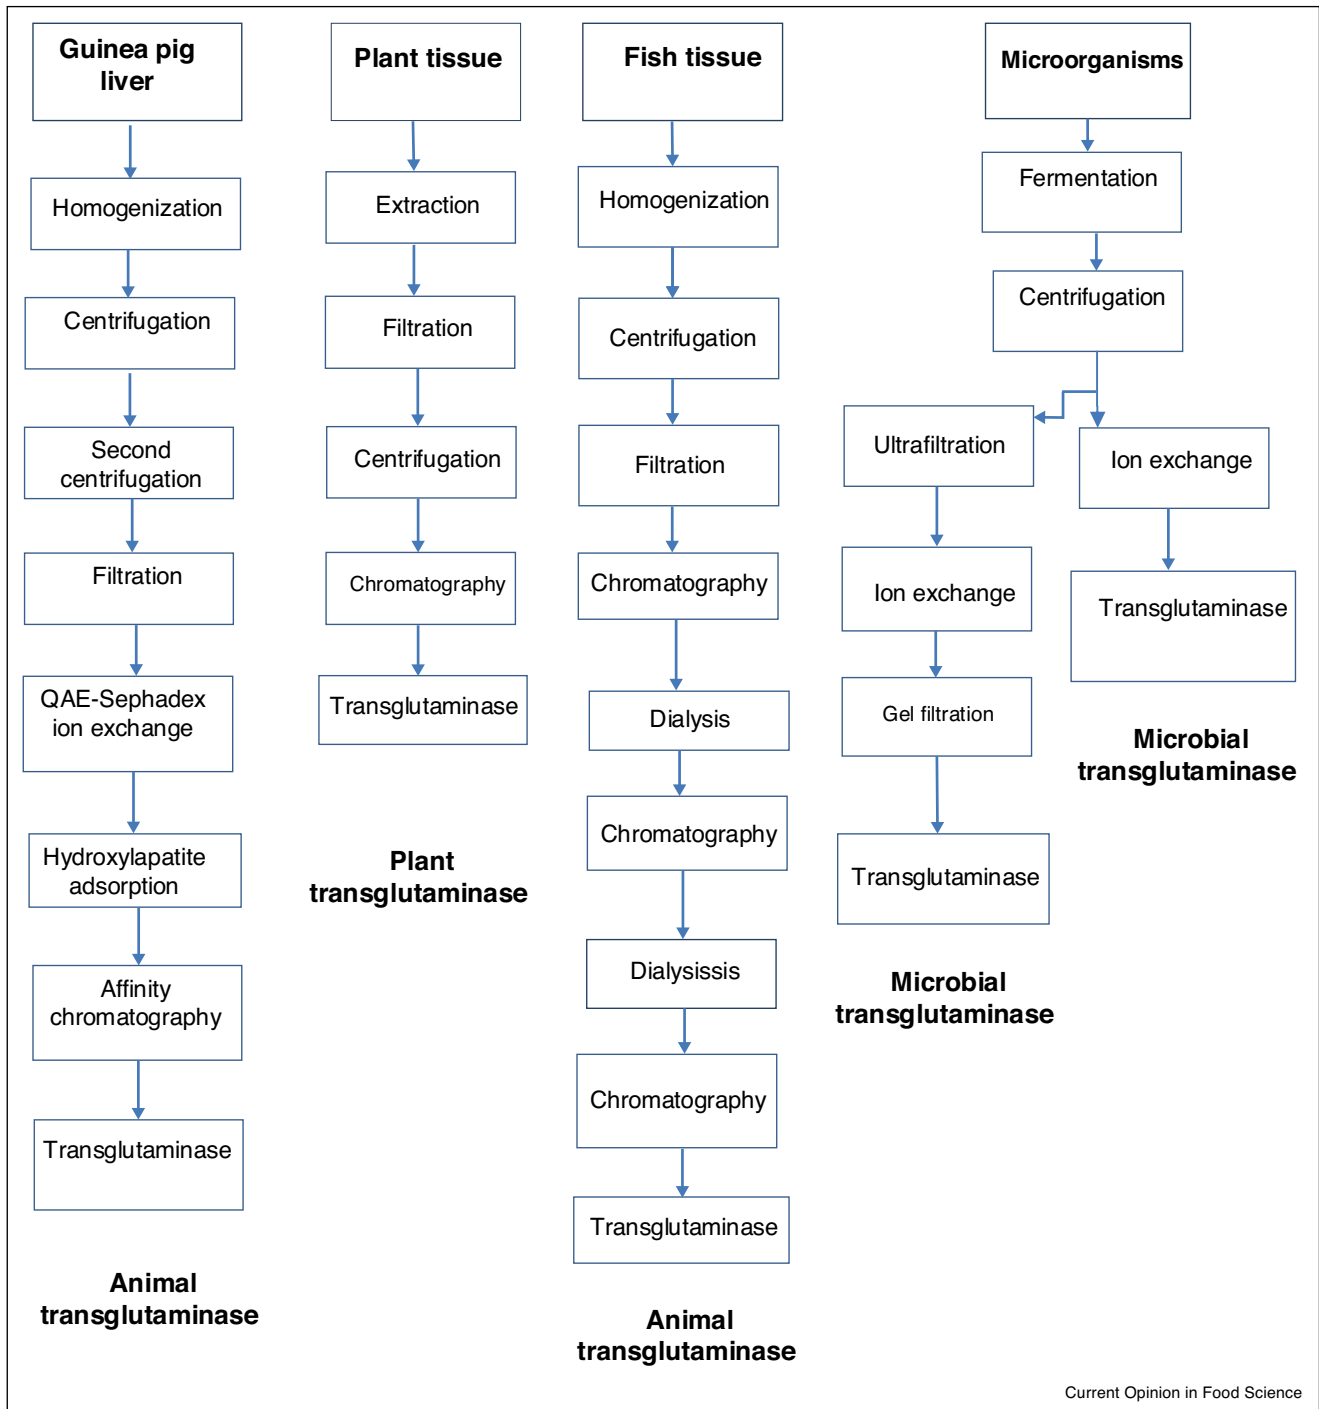 Guinea pig
liver
Homogenization
Centrifugation
Second
centrifugation
Filtration
QAE-Sephadex
ion exchange
Hydroxylapatite
adsorption
Affinity
chromatography
Transglutaminase
Animal
transglutaminase
Plant tissue
Extraction
Filtration
Centrifugation
Chromatography
Transglutaminase
Plant
transglutaminase
Fish tissue
Homogenization
Centrifugation
Filtration
Chromatography
Dialysis
Chromatography
Dialysissis
Chromatography
Transglutaminase
Animal
transglutaminase
Microorganisms
Fermentation
Centrifugation
Ultrafiltration
Ion exchange
Gel filtration
Transglutaminase
Microbial
transglutaminase
Ion exchange
Transglutaminase
Microbial
transglutaminase
Current Opinion in Food Science